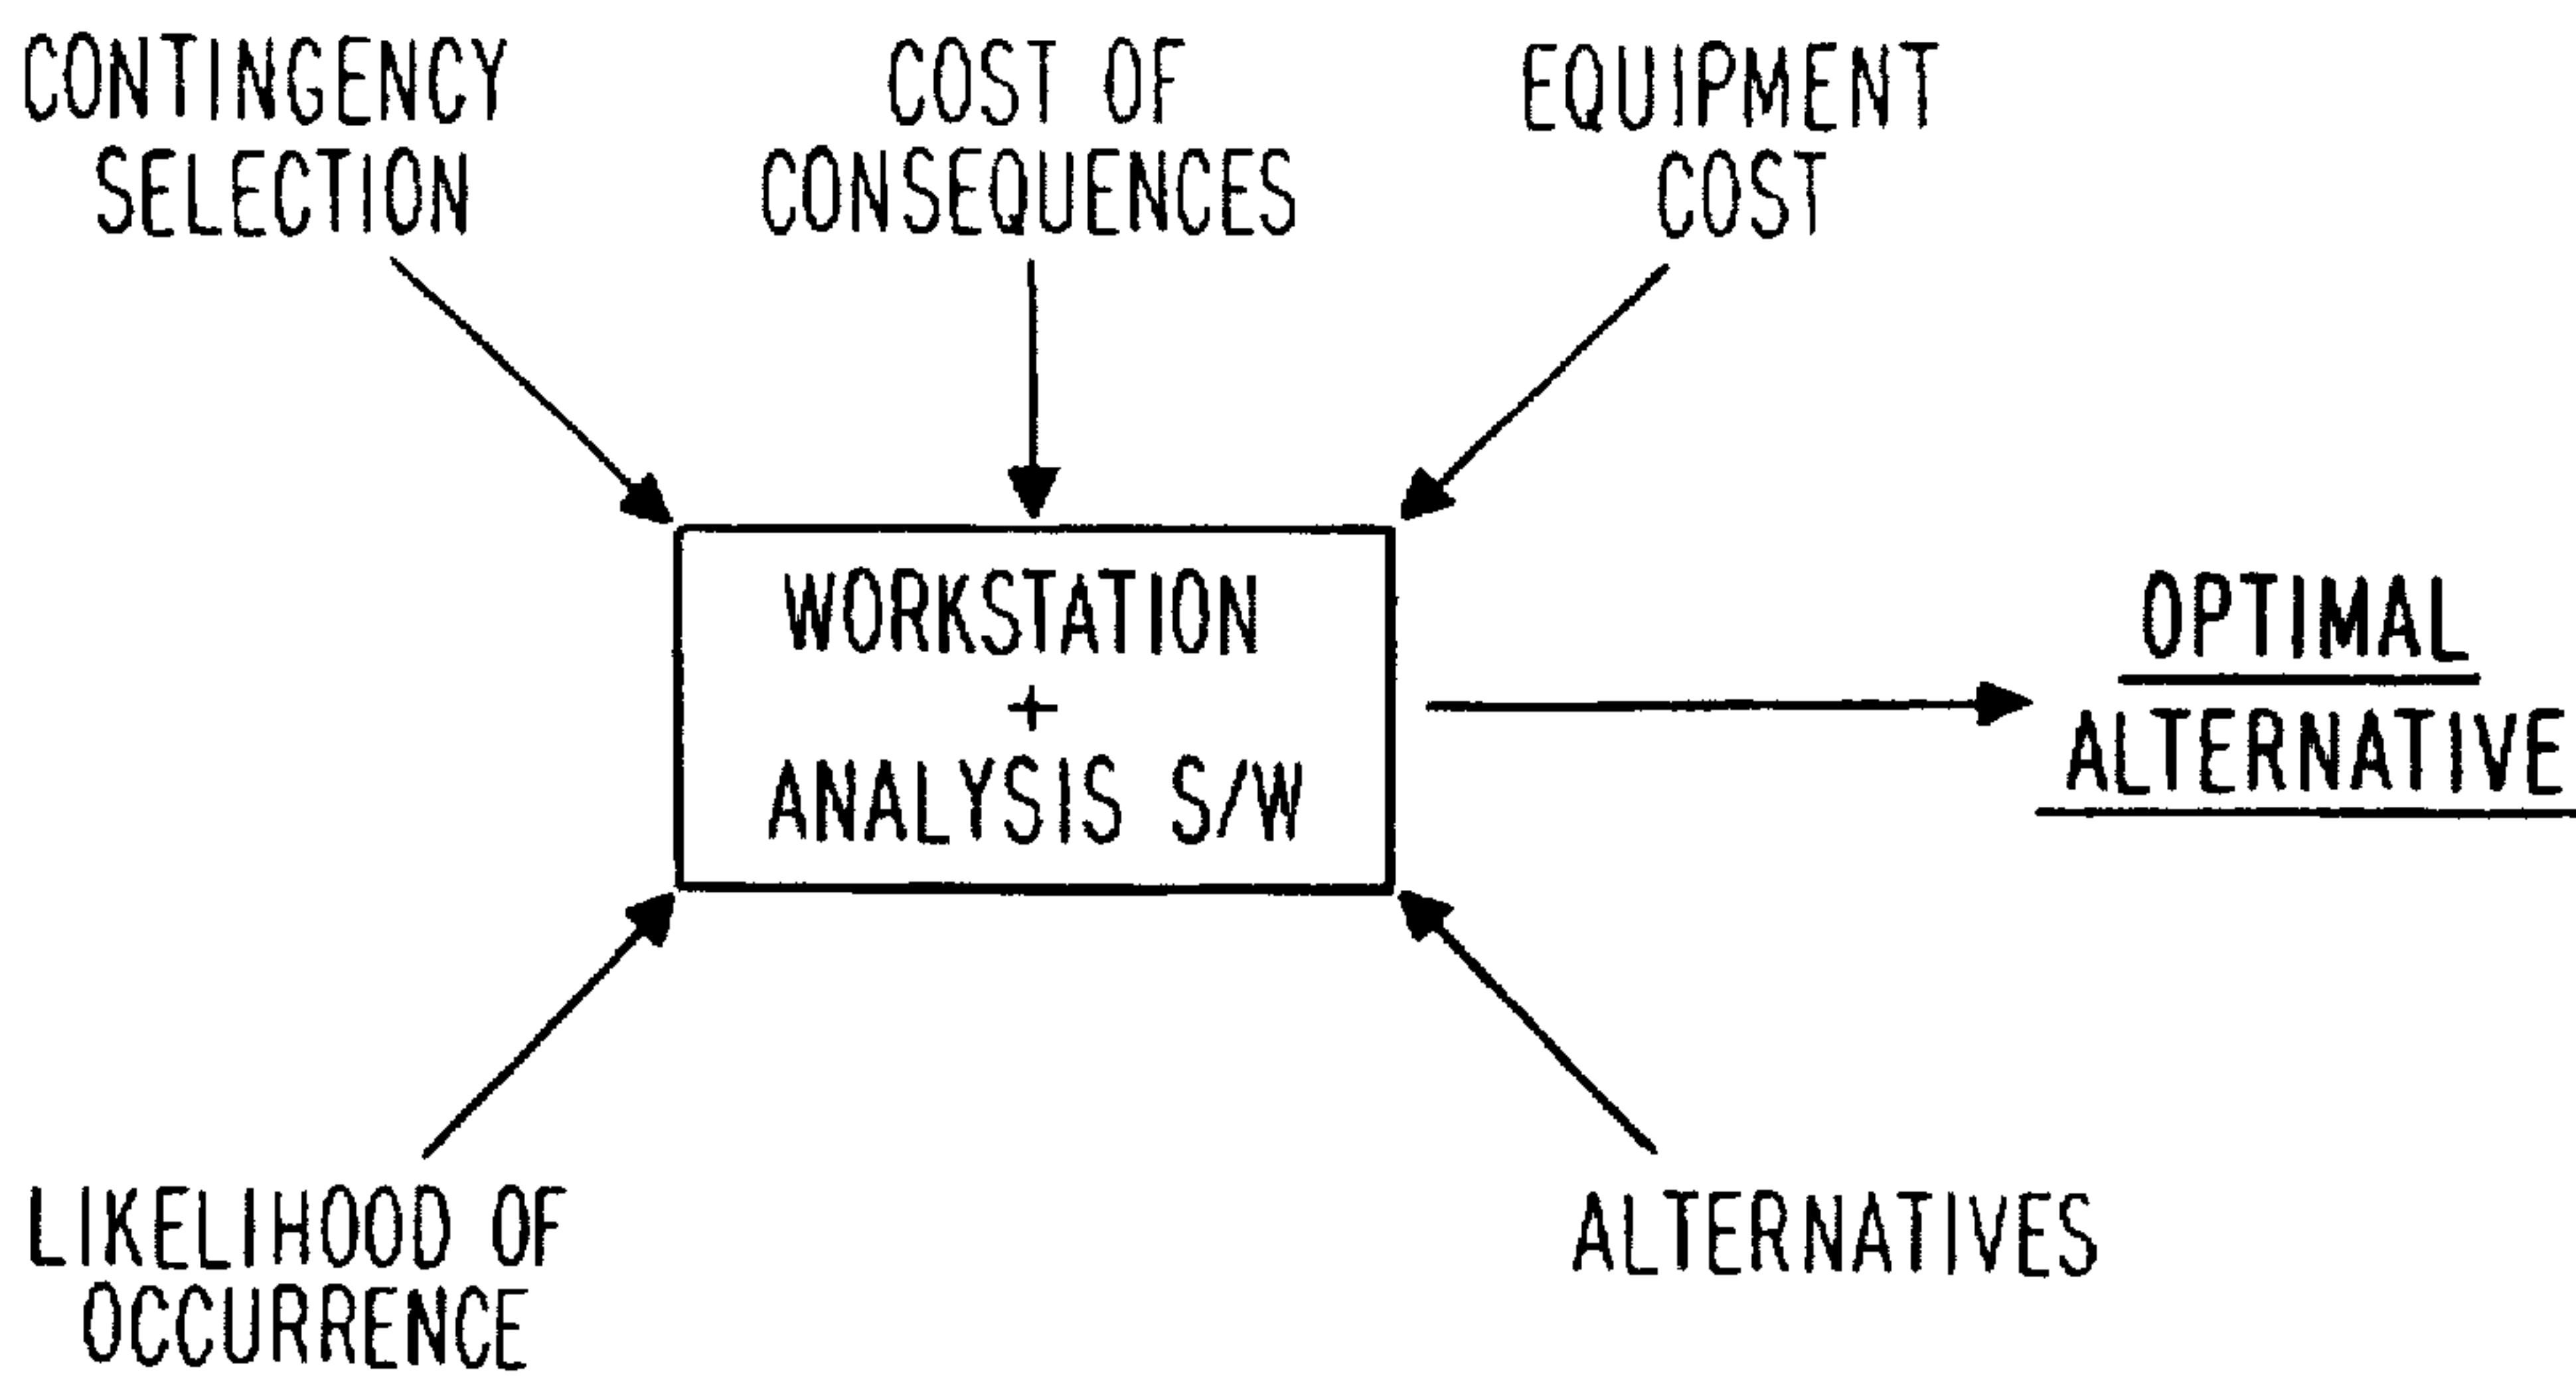 CONTINGENCY
SELECTION
COST OF
CONSEQUENCES
EQUIPMENT
COST
WORKSTATION
+
ANALYSIS S/W
OPTIMAL
ALTERNATIVE
LIKELIHOOD OF
OCCURRENCE
ALTERNATIVES